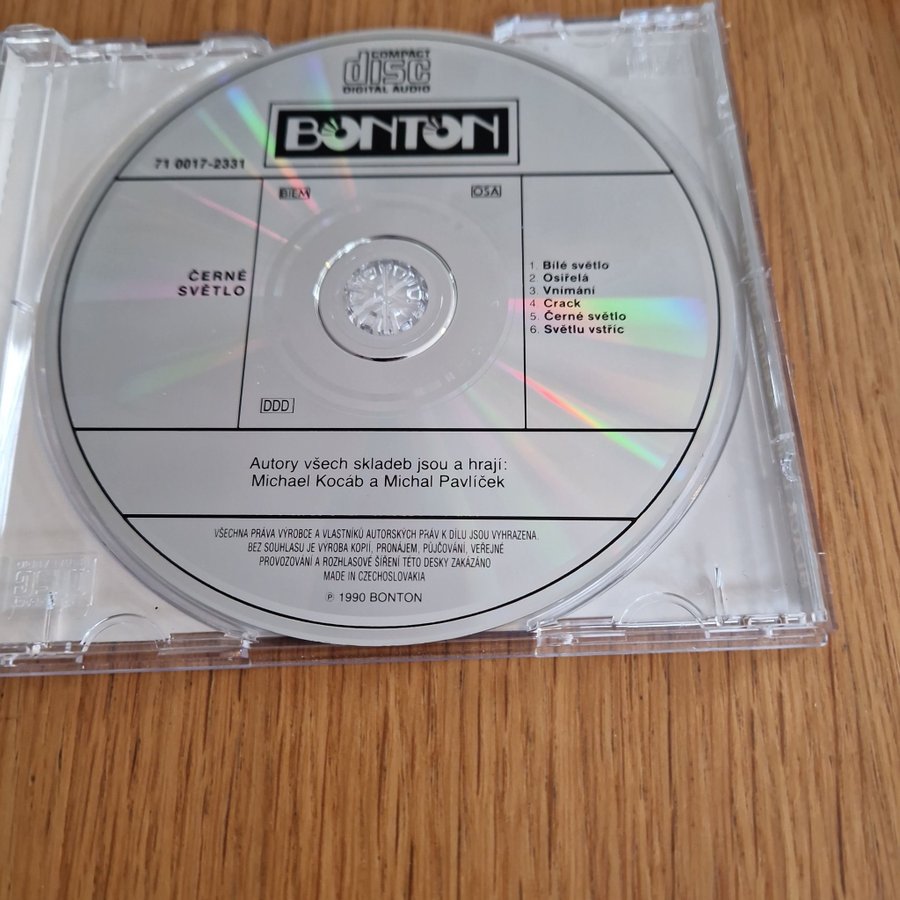 COMPACT
disc
DIGITAL AUDIO
BONTON
71 0017-2331
BIEM
OSA
ČERNÉ
SVĚTLO
1. Bílé světlo
2. Osiřelá
3. Vnímání
4 Crack
5. Černé světlo
6. Světlu vstříc
DDD
Autory všech skladeb jsou a hrají:
Michael Kocáb a Michal Pavlíček
VŠECHNA PRÁVA VÝROBCE A VLASTNÍKŮ AUTORSKÝCH PRÁV K DÍLU JSOU VYHRAZENA.
BEZ SOUHLASU JE VÝROBA KOPIÍ, PRONÁJEM, PŮJČOVÁNÍ, VEŘEJNÉ
PROVOZOVÁNÍ A ROZHLASOVÉ ŠÍŘENÍ TÉTO DESKY ZAKÁZÁNO
MADE IN CZECHOSLOVAKIA
℗ 1990 BONTON